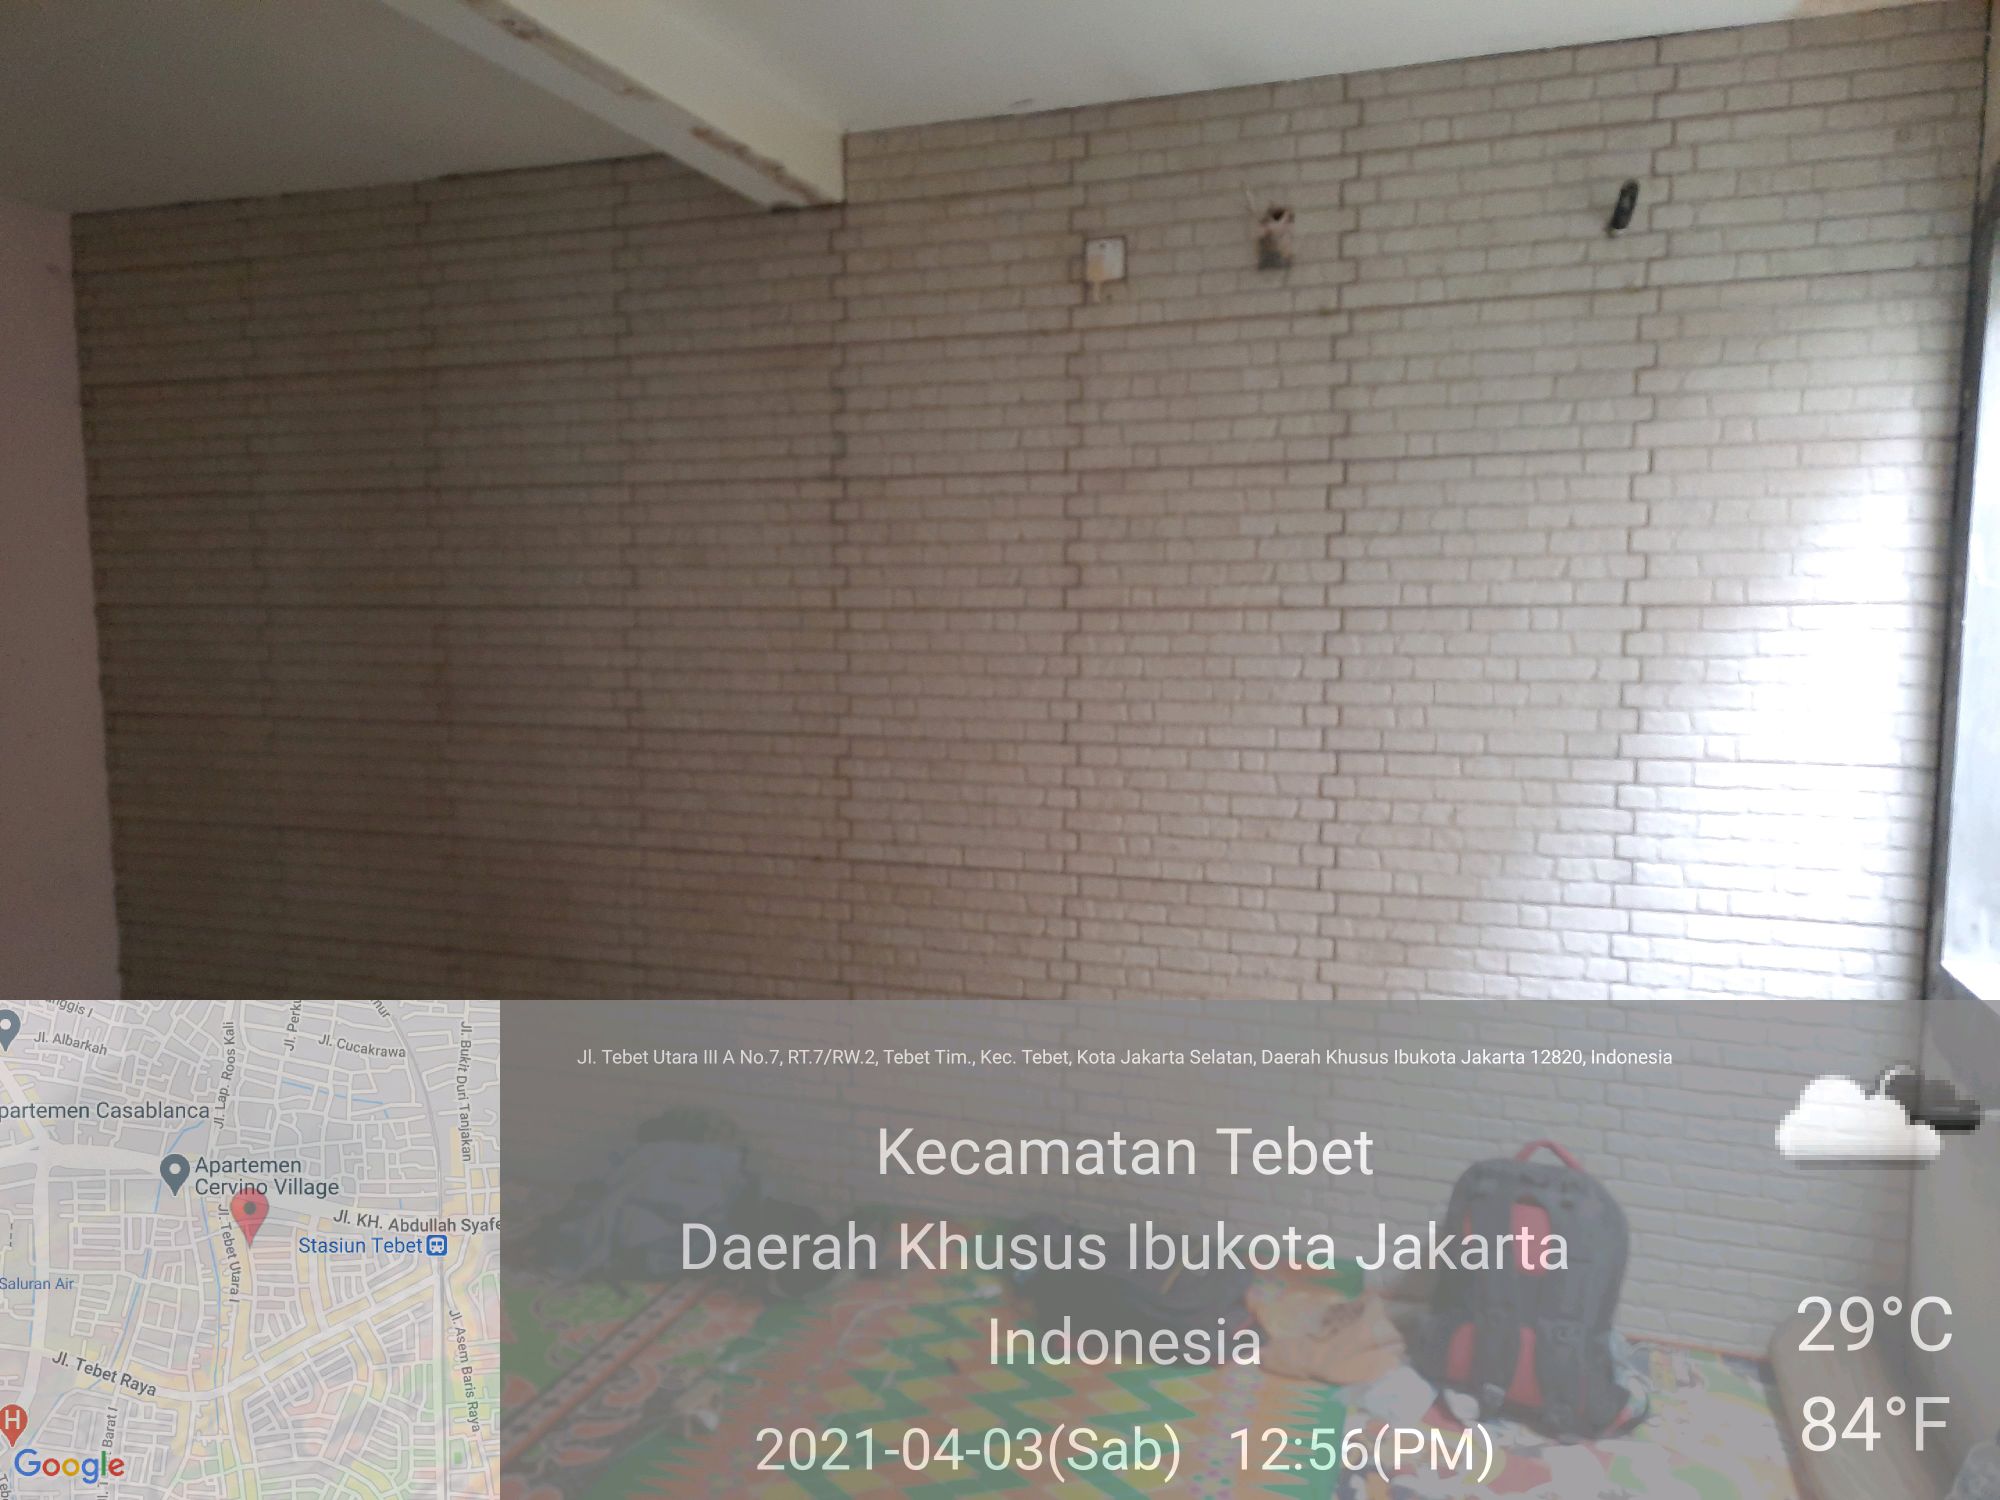 Jl. Tebet Utara III A No.7, RT.7/RW.2, Tebet Tim., Kec. Tebet, Kota Jakarta Selatan, Daerah Khusus Ibukota Jakarta 12820, Indonesia
Kecamatan Tebet
Daerah Khusus Ibukota Jakarta
Indonesia
2021-04-03(Sab) 12:56(PM)
29°C
84°F
Jl. Albarkah
Jl. Lap. Roos Kali
Jl. Cucakrawa
Jl. Bukit Duri Tanjakan
partemen Casablanca
Apartemen
Cervino Village
Jl. KH. Abdullah Syafe
Stasiun Tebet
Jl. Tebet Utara I
Saluran Air
Jl. Tebet Raya
Jl. Asem Baris Raya
Barat I
H
Google